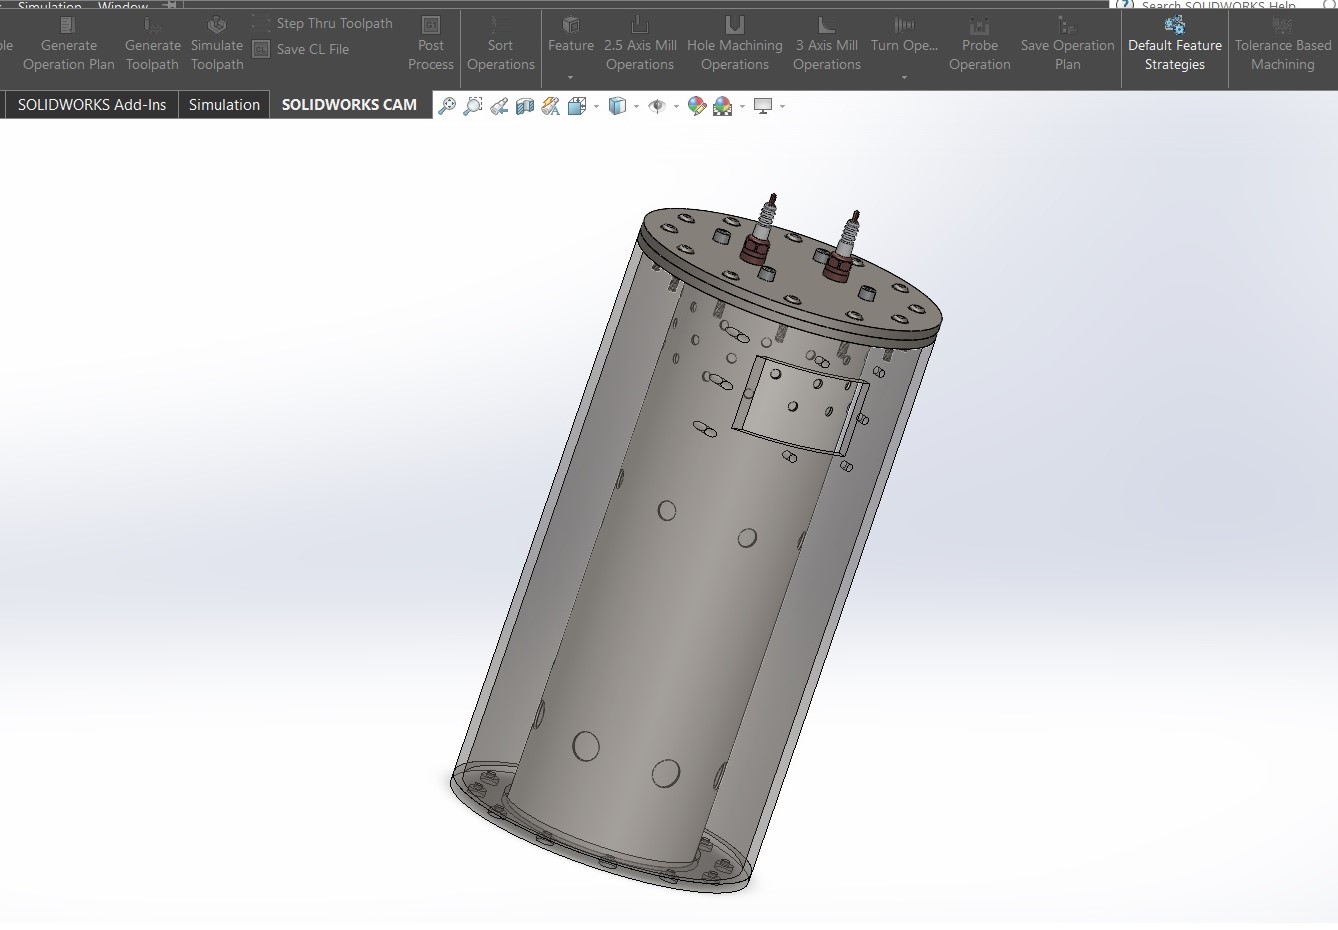 Simulation Window
Search SOLIDWORKS Help
Generate
Operation Plan
Generate
Toolpath
Simulate
Toolpath
Step Thru Toolpath
Save CL File
Post
Process
Sort
Operations
Feature
2.5 Axis Mill
Operations
Hole Machining
Operations
3 Axis Mill
Operations
Turn Ope...
Probe
Operation
Save Operation
Plan
Default Feature
Strategies
Tolerance Based
Machining
SOLIDWORKS Add-Ins
Simulation
SOLIDWORKS CAM